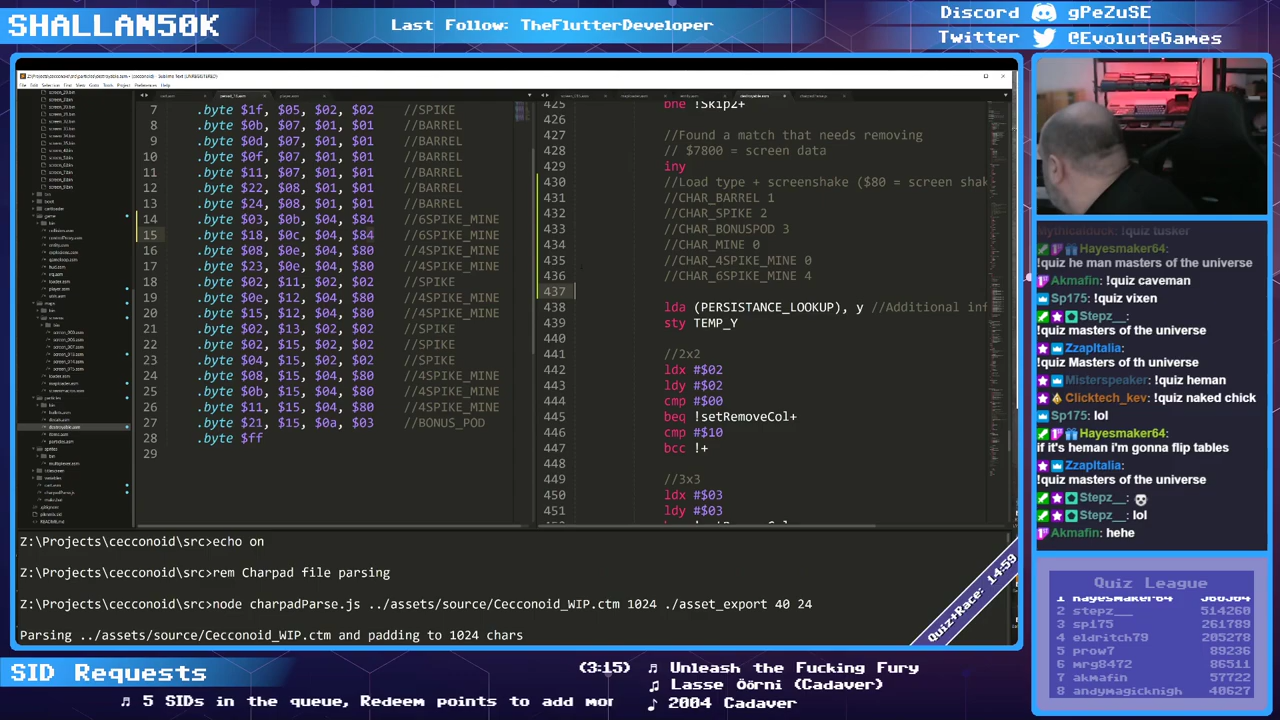 SHALLAN50K
Last Follow: TheFlutterDeveloper
Discord gPeZuSE
Twitter @EvoluteGames
7 .byte $1f, $05, $02, $02 //SPIKE
8 .byte $0b, $07, $01, $01 //BARREL
9 .byte $0d, $07, $01, $01 //BARREL
10 .byte $0f, $07, $01, $01 //BARREL
11 .byte $11, $07, $01, $01 //BARREL
12 .byte $22, $08, $01, $01 //BARREL
13 .byte $24, $08, $01, $01 //BARREL
14 .byte $03, $0b, $04, $84 //6SPIKE_MINE
15 .byte $18, $0c, $04, $84 //6SPIKE_MINE
16 .byte $08, $0e, $04, $80 //4SPIKE_MINE
17 .byte $23, $0e, $04, $80 //4SPIKE_MINE
18 .byte $02, $11, $02, $02 //SPIKE
19 .byte $0e, $11, $04, $80 //4SPIKE_MINE
20 .byte $15, $11, $04, $80 //4SPIKE_MINE
21 .byte $02, $13, $02, $02 //SPIKE
22 .byte $02, $15, $02, $02 //SPIKE
23 .byte $04, $15, $02, $02 //SPIKE
24 .byte $08, $15, $04, $80 //4SPIKE_MINE
25 .byte $0b, $15, $04, $80 //4SPIKE_MINE
26 .byte $11, $15, $04, $80 //4SPIKE_MINE
27 .byte $21, $15, $0a, $03 //BONUS_POD
28 .byte $ff
29
425 bne !Skip2+
426
427 //Found a match that needs removing
428 // $7800 = screen data
429 iny
430 //Load type + screenshake ($80 = screen shak
431 //CHAR_BARREL 1
432 //CHAR_SPIKE 2
433 //CHAR_BONUSPOD 3
434 //CHAR_MINE 0
435 //CHAR_4SPIKE_MINE 0
436 //CHAR_6SPIKE_MINE 4
437
438 lda (PERSISTANCE_LOOKUP), y //Additional inf
439 sty TEMP_Y
440
441 //2x2
442 ldx #$02
443 ldy #$02
444 cmp #$00
445 beq !setRemoveCol+
446 cmp #$10
447 bcc !+
448
449 //3x3
450 ldx #$03
451 ldy #$03
Z:\Projects\cecconoid\src>echo on
Z:\Projects\cecconoid\src>rem Charpad file parsing
Z:\Projects\cecconoid\src>node charpadParse.js ../assets/source/Cecconoid_WIP.ctm 1024 ./asset_export 40 24
Parsing ../assets/source/Cecconoid_WIP.ctm and padding to 1024 chars
Quiz+Race: 14:59
Mythicalduck: !quiz tusker
Hayesmaker64:
!quiz he man masters of the universe
Akmafin: !quiz caveman
Sp175: !quiz vixen
Stepz__:
!quiz masters of the universe
ZzapItalia:
!quiz Masters of th universe
Misterspeaker: !quiz heman
Clicktech_kev: !quiz naked chick
Sp175: lol
Hayesmaker64:
if it's heman i'm gonna flip tables
ZzapItalia:
!quiz masters of the universe
Stepz__:
Stepz__: lol
Akmafin: hehe
Quiz League
2 stepz__ 514260
3 sp175 261789
4 eldritch79 205278
5 prow7 89236
6 mrg8472 86511
7 akmafin 57722
8 andymagicknigh 40627
SID Requests
(3:15) Unleash the Fucking Fury
Lasse Öörni (Cadaver)
2004 Cadaver
5 SIDs in the queue, Redeem points to add mor